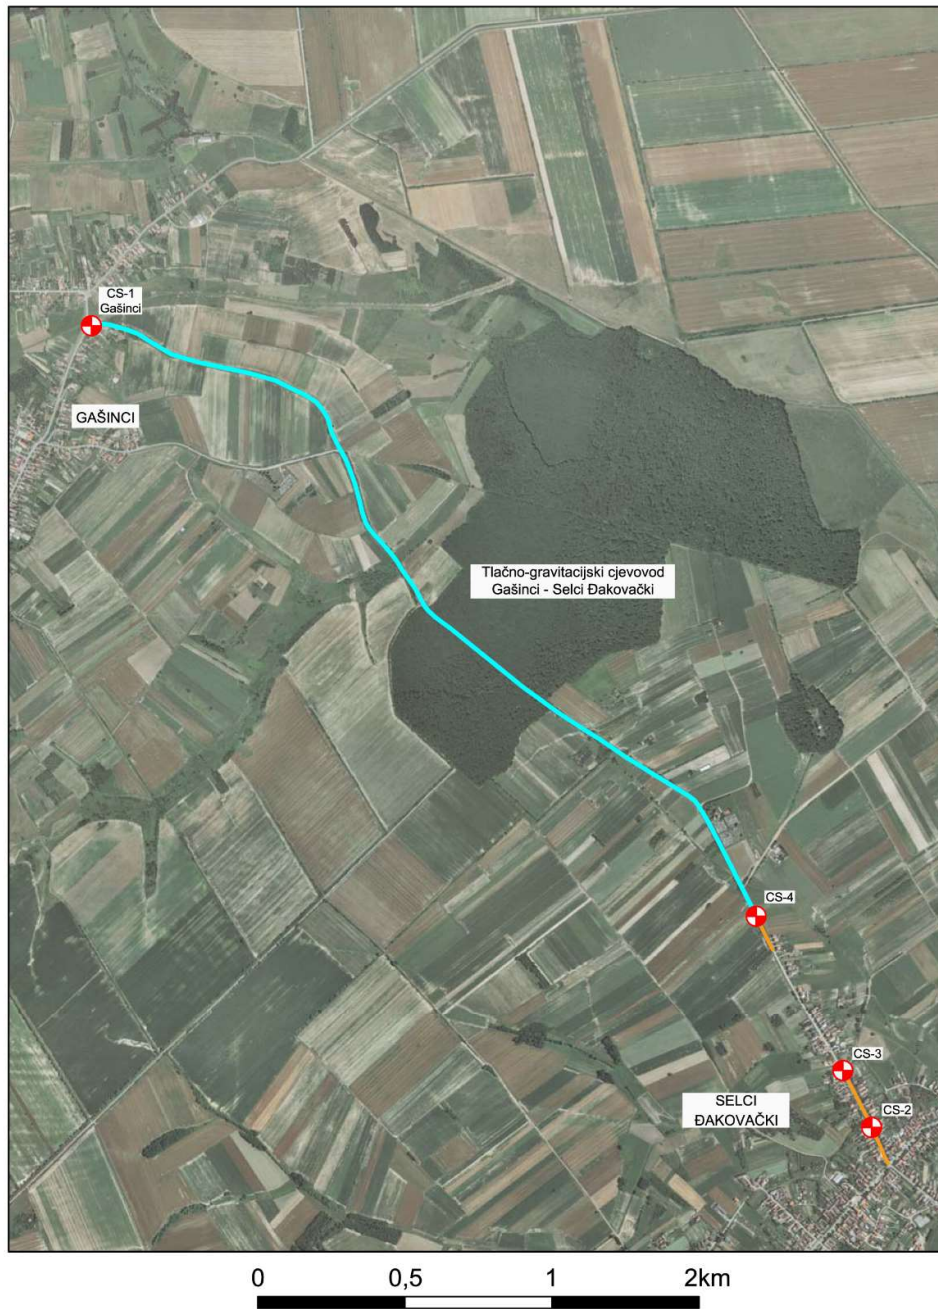 CS-1
Gašinci
GAŠINCI
Tlačno-gravitacijski cjevovod
Gašinci - Selci Đakovački
CS-4
CS-3
CS-2
SELCI
ĐAKOVAČKI
0 0,5 1 2km